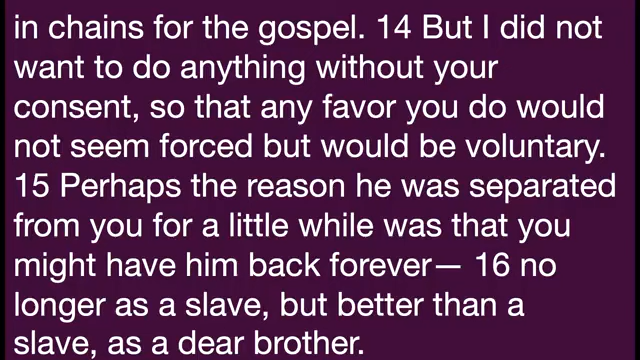 in chains for the gospel. 14 But I did not
want to do anything without your
consent, so that any favor you do would
not seem forced but would be voluntary.
15 Perhaps the reason he was separated
from you for a little while was that you
might have him back forever— 16 no
longer as a slave, but better than a
slave, as a dear brother.